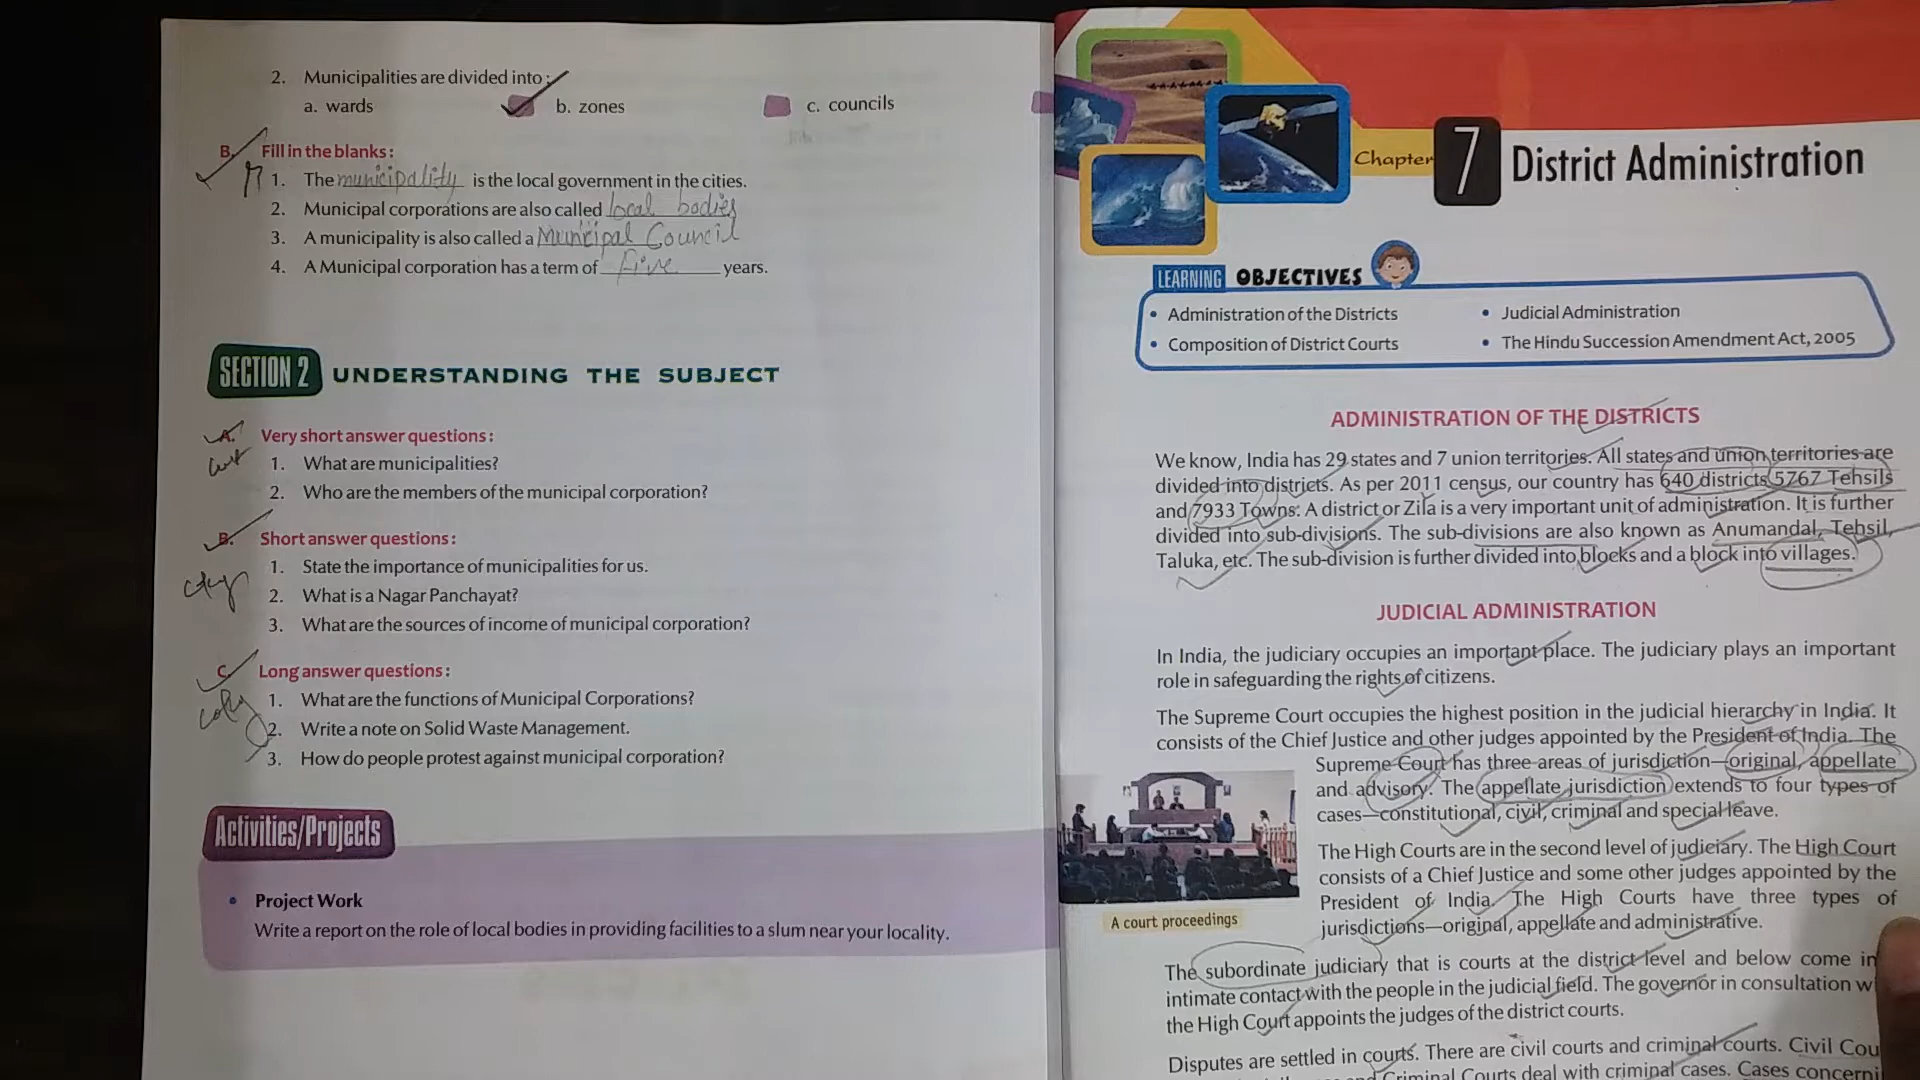 2. Municipalities are divided into :
a. wards b. zones c. councils
B. Fill in the blanks :
1. The municipality is the local government in the cities.
2. Municipal corporations are also called local bodies
3. A municipality is also called a Municipal Council
4. A Municipal corporation has a term of five years.
SECTION 2 UNDERSTANDING THE SUBJECT
A. Very short answer questions :
1. What are municipalities?
2. Who are the members of the municipal corporation?
B. Short answer questions :
1. State the importance of municipalities for us.
2. What is a Nagar Panchayat?
3. What are the sources of income of municipal corporation?
C. Long answer questions :
1. What are the functions of Municipal Corporations?
2. Write a note on Solid Waste Management.
3. How do people protest against municipal corporation?
Activities/Projects
• Project Work
Write a report on the role of local bodies in providing facilities to a slum near your locality.
Chapter 7 District Administration
LEARNING OBJECTIVES
• Administration of the Districts • Judicial Administration
• Composition of District Courts • The Hindu Succession Amendment Act, 2005
ADMINISTRATION OF THE DISTRICTS
We know, India has 29 states and 7 union territories. All states and union territories are
divided into districts. As per 2011 census, our country has 640 districts 5767 Tehsils
and 7933 Towns. A district or Zila is a very important unit of administration. It is further
divided into sub-divisions. The sub-divisions are also known as Anumandal, Tehsil,
Taluka, etc. The sub-division is further divided into blocks and a block into villages.
JUDICIAL ADMINISTRATION
In India, the judiciary occupies an important place. The judiciary plays an important
role in safeguarding the rights of citizens.
The Supreme Court occupies the highest position in the judicial hierarchy in India. It
consists of the Chief Justice and other judges appointed by the President of India. The
Supreme Court has three areas of jurisdiction—original, appellate
and advisory. The appellate jurisdiction extends to four types of
cases—constitutional, civil, criminal and special leave.
The High Courts are in the second level of judiciary. The High Court
consists of a Chief Justice and some other judges appointed by the
President of India. The High Courts have three types of
jurisdictions—original, appellate and administrative.
A court proceedings
The subordinate judiciary that is courts at the district level and below come in
intimate contact with the people in the judicial field. The governor in consultation
the High Court appoints the judges of the district courts.
Disputes are settled in courts. There are civil courts and criminal courts. Civil
Criminal Courts deal with criminal cases. Cases